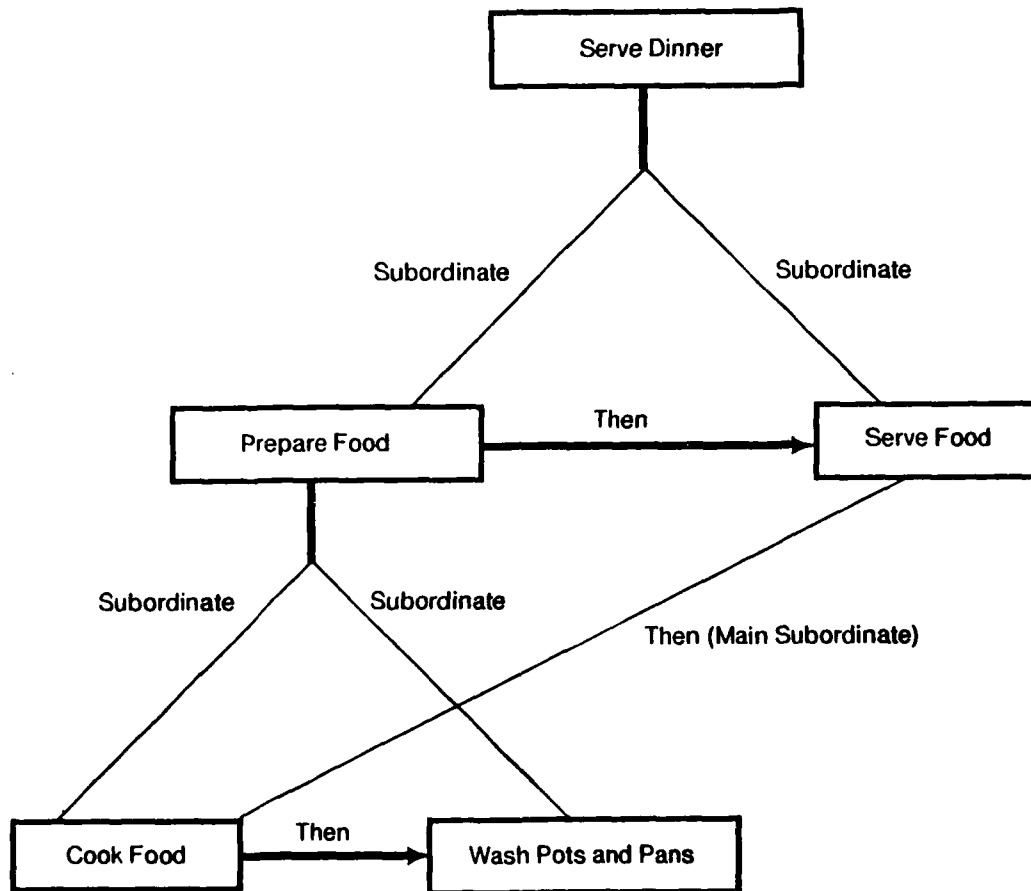 Serve Dinner
Subordinate
Subordinate
Prepare Food
Then
Serve Food
Subordinate
Subordinate
Then (Main Subordinate)
Cook Food
Then
Wash Pots and Pans